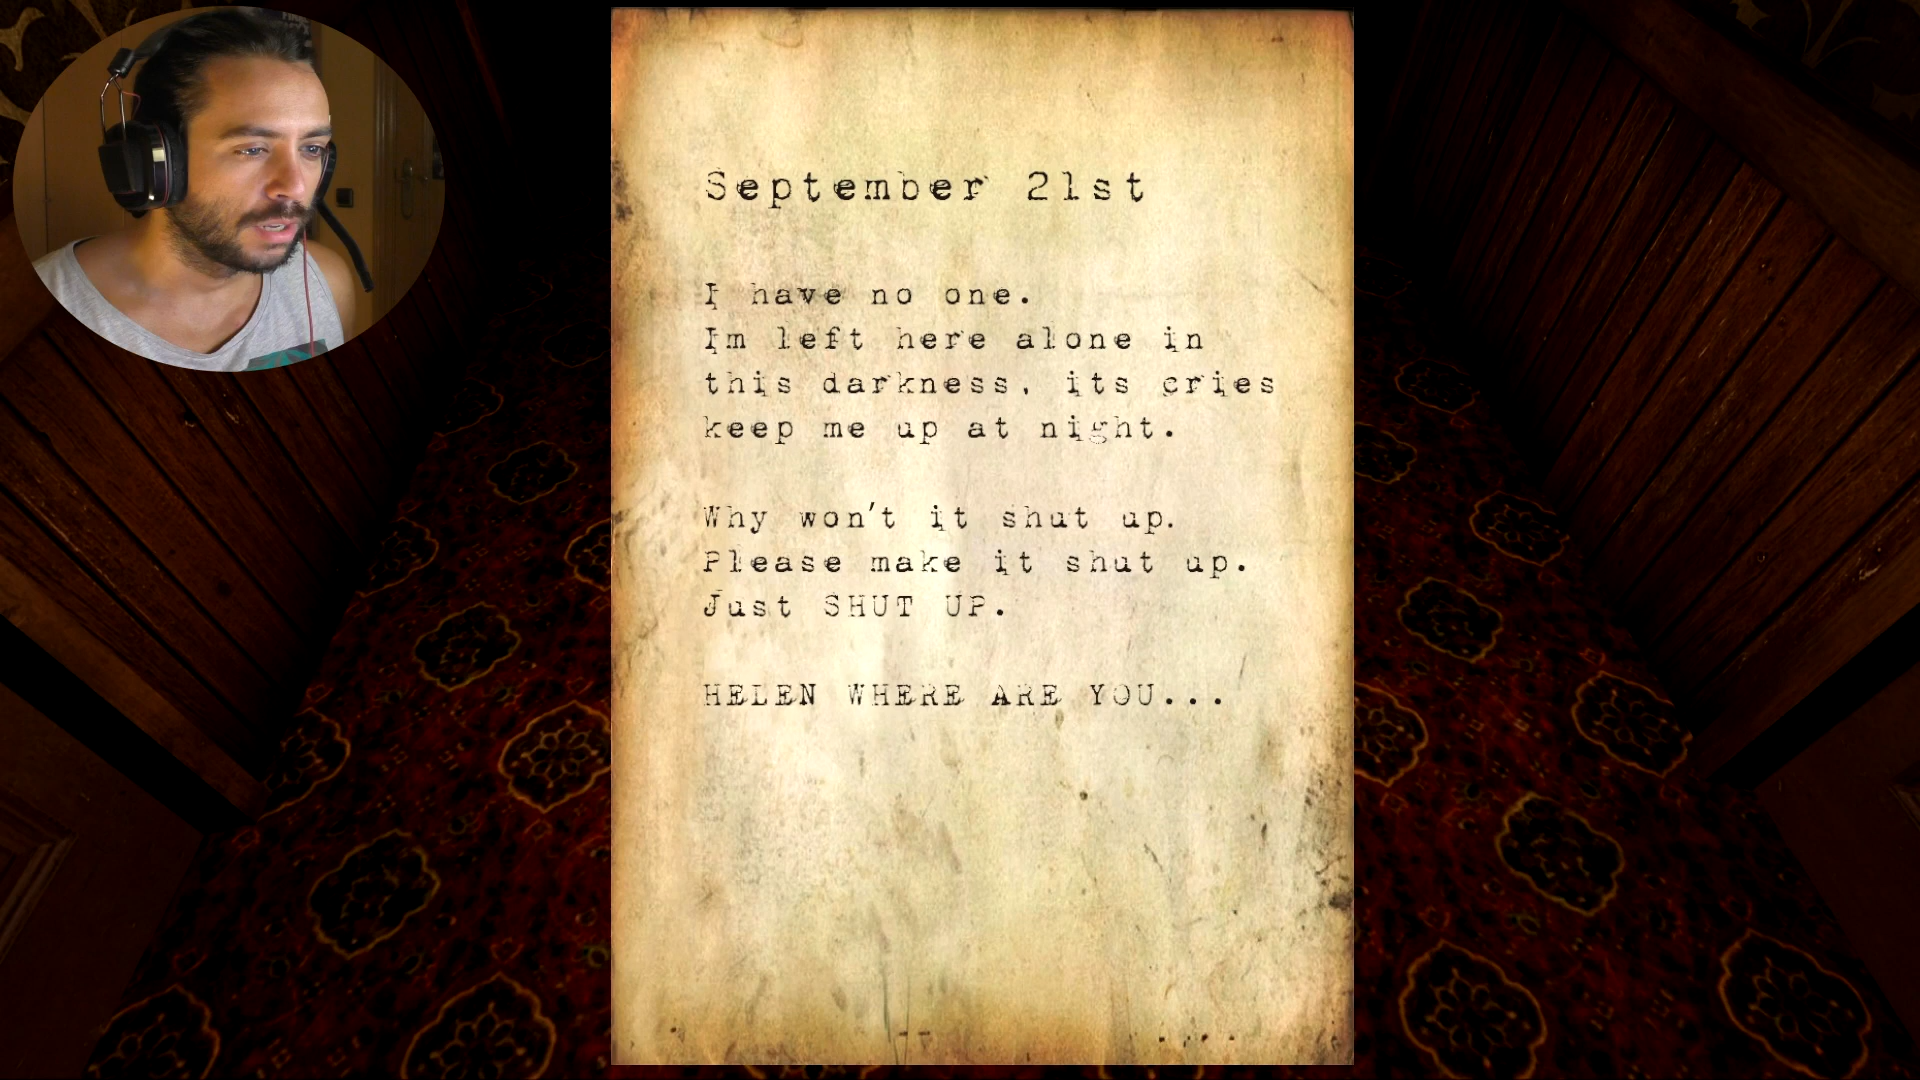 September 21st
I have no one.
Im left here alone in
this darkness, its cries
keep me up at night.
Why won't it shut up.
Please make it shut up.
Just SHUT UP.
HELEN WHERE ARE YOU...